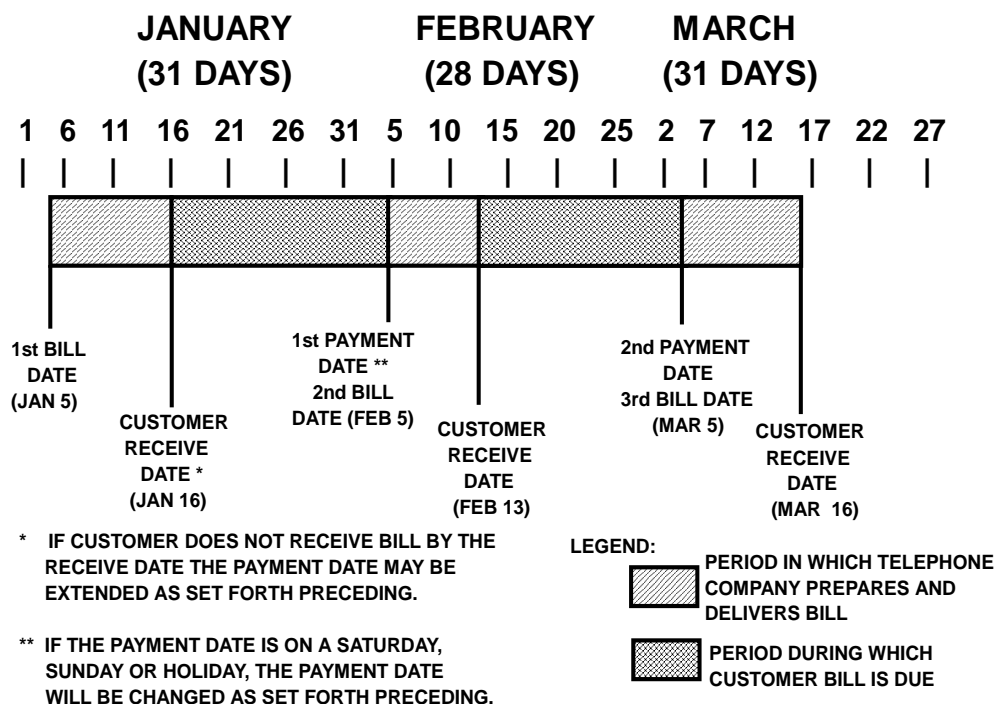 JANUARY
(31 DAYS)
FEBRUARY
(28 DAYS)
MARCH
(31 DAYS)
1 6 11 16 21 26 31 5 10 15 20 25 2 7 12 17 22 27
1st BILL
DATE
(JAN 5)
CUSTOMER
RECEIVE
DATE *
(JAN 16)
1st PAYMENT
DATE **
2nd BILL
DATE (FEB 5)
CUSTOMER
RECEIVE
DATE
(FEB 13)
2nd PAYMENT
DATE
3rd BILL DATE
(MAR 5)
CUSTOMER
RECEIVE
DATE
(MAR 16)
* IF CUSTOMER DOES NOT RECEIVE BILL BY THE
RECEIVE DATE THE PAYMENT DATE MAY BE
EXTENDED AS SET FORTH PRECEDING.
** IF THE PAYMENT DATE IS ON A SATURDAY,
SUNDAY OR HOLIDAY, THE PAYMENT DATE
WILL BE CHANGED AS SET FORTH PRECEDING.
LEGEND:
PERIOD IN WHICH TELEPHONE
COMPANY PREPARES AND
DELIVERS BILL
PERIOD DURING WHICH
CUSTOMER BILL IS DUE